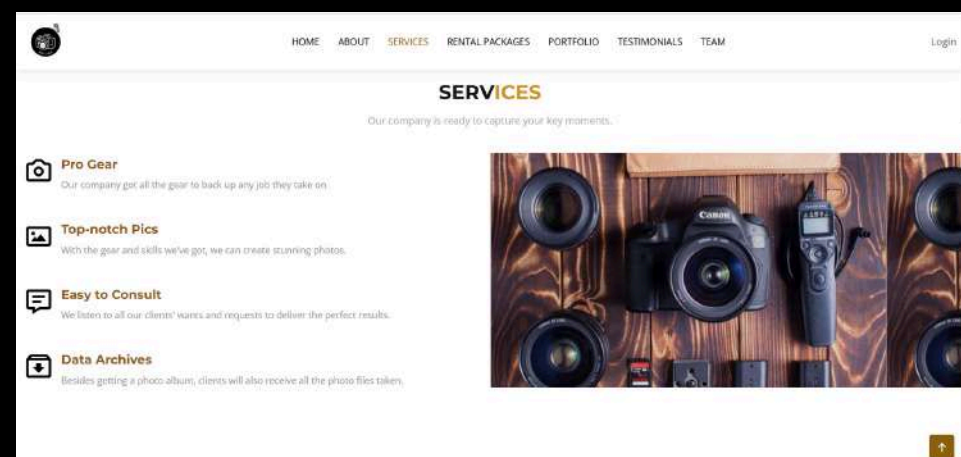 HOME ABOUT SERVICES RENTAL PACKAGES PORTFOLIO TESTIMONIALS TEAM Login
SERVICES
Our company is ready to capture your key moments.
Pro Gear
Our company got all the gear to back up any job they take on
Top-notch Pics
With the gear and skills we've got, we can create stunning photos.
Easy to Consult
We listen to all our clients' wants and requests to deliver the perfect results.
Data Archives
Besides getting a photo album, clients will also receive all the photo files taken.
Canon